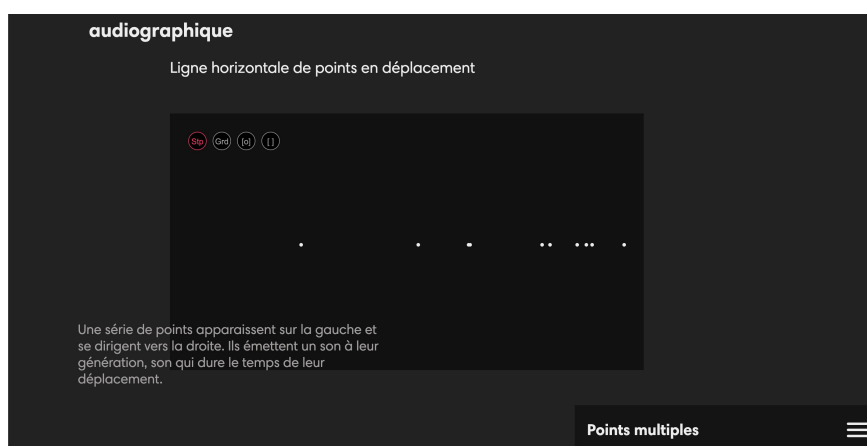 audiographique
Ligne horizontale de points en déplacement
Stp Grd [o] [ ]
Une série de points apparaissent sur la gauche et
se dirigent vers la droite. Ils émettent un son à leur
génération, son qui dure le temps de leur
déplacement.
Points multiples